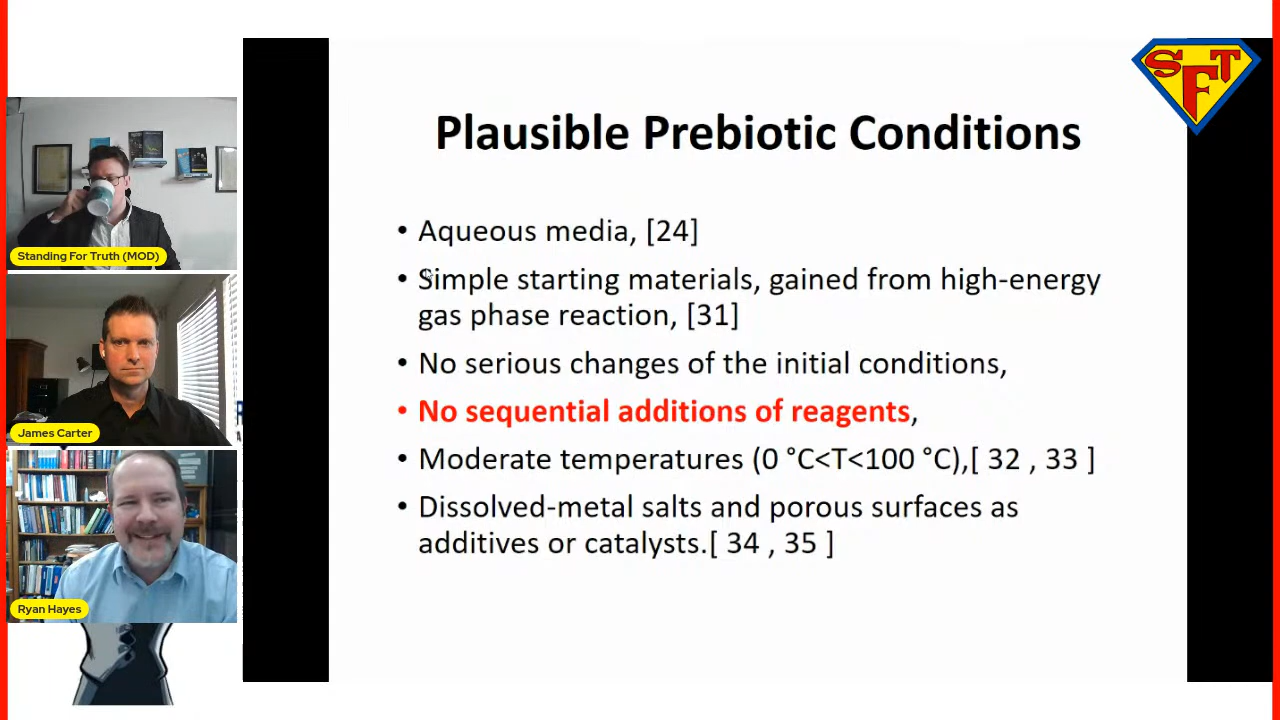 SFT
Plausible Prebiotic Conditions
• Aqueous media, [24]
• Simple starting materials, gained from high-energy
gas phase reaction, [31]
• No serious changes of the initial conditions,
• No sequential additions of reagents,
• Moderate temperatures (0 °C<T<100 °C),[ 32 , 33 ]
• Dissolved-metal salts and porous surfaces as
additives or catalysts.[ 34 , 35 ]
Standing For Truth (MOD)
James Carter
Ryan Hayes